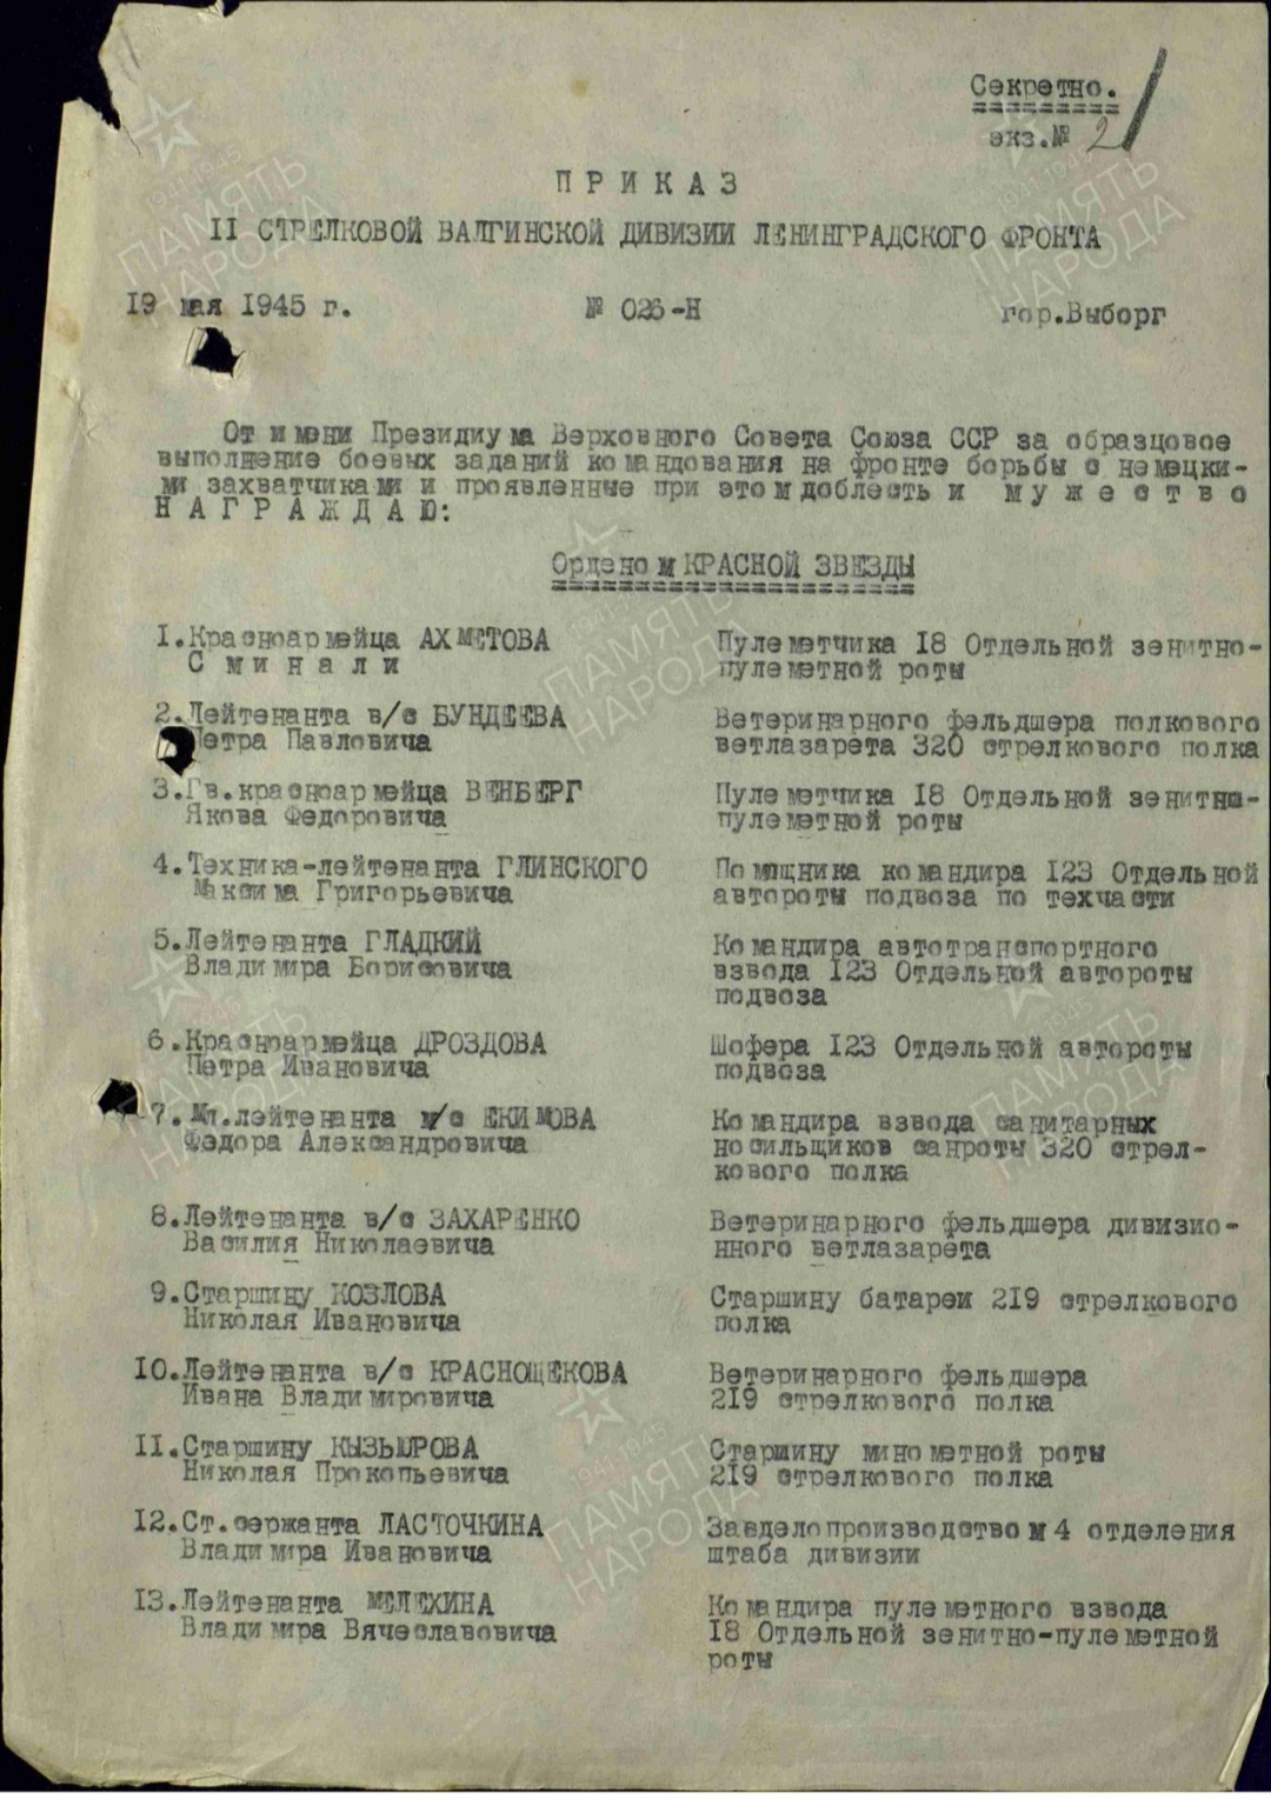 Секретно.
экз.№ 2
ПРИКАЗ
II СТРЕЛКОВОЙ ВАЛГИНСКОЙ ДИВИЗИИ ЛЕНИНГРАДСКОГО ФРОНТА
19 мая 1945 г. № 026-Н гор.Выборг
От имени Президиума Верховного Совета Союза ССР за образцовое
выполнение боевых заданий командования на фронте борьбы с немецки-
ми захватчиками и проявленные при этом доблесть и мужество
НАГРАЖДАЮ:
Орденом КРАСНОЙ ЗВЕЗДЫ
1.Красноармейца АХМЕТОВА Пулеметчика 18 Отдельной зенитно-
Сминали пулеметной роты
2.Лейтенанта в/с БУНДЕЕВА Ветеринарного фельдшера полкового
Петра Павловича ветлазарета 320 стрелкового полка
3.Гв.красноармейца ВЕНБЕРГ Пулеметчика 18 Отдельной зенитно-
Якова Федоровича пулеметной роты
4.Техника-лейтенанта ГЛИНСКОГО Помощника командира 123 Отдельной
Максима Григорьевича автороты подвоза по техчасти
5.Лейтенанта ГЛАДКИЙ Командира автотранспортного
Владимира Борисовича взвода 123 Отдельной автороты
подвоза
6.Красноармейца ДРОЗДОВА Шофера 123 Отдельной автороты
Петра Ивановича подвоза
7.Мл.лейтенанта м/с ЕКИМОВА Командира взвода санитарных
Федора Александровича носильщиков санроты 320 стрел-
кового полка
8.Лейтенанта в/с ЗАХАРЕНКО Ветеринарного фельдшера дивизио-
Василия Николаевича нного ветлазарета
9.Старшину КОЗЛОВА Старшину батареи 219 стрелкового
Николая Ивановича полка
10.Лейтенанта в/с КРАСНОЩЕКОВА Ветеринарного фельдшера
Ивана Владимировича 219 стрелкового полка
11.Старшину КЫЗЬЮРОВА Старшину минометной роты
Николая Прокопьевича 219 стрелкового полка
12.Ст.сержанта ЛАСТОЧКИНА Завделопроизводством 4 отделения
Владимира Ивановича штаба дивизии
13.Лейтенанта МЕЛЕХИНА Командира пулеметного взвода
Владимира Вячеславовича 18 Отдельной зенитно-пулеметной
роты